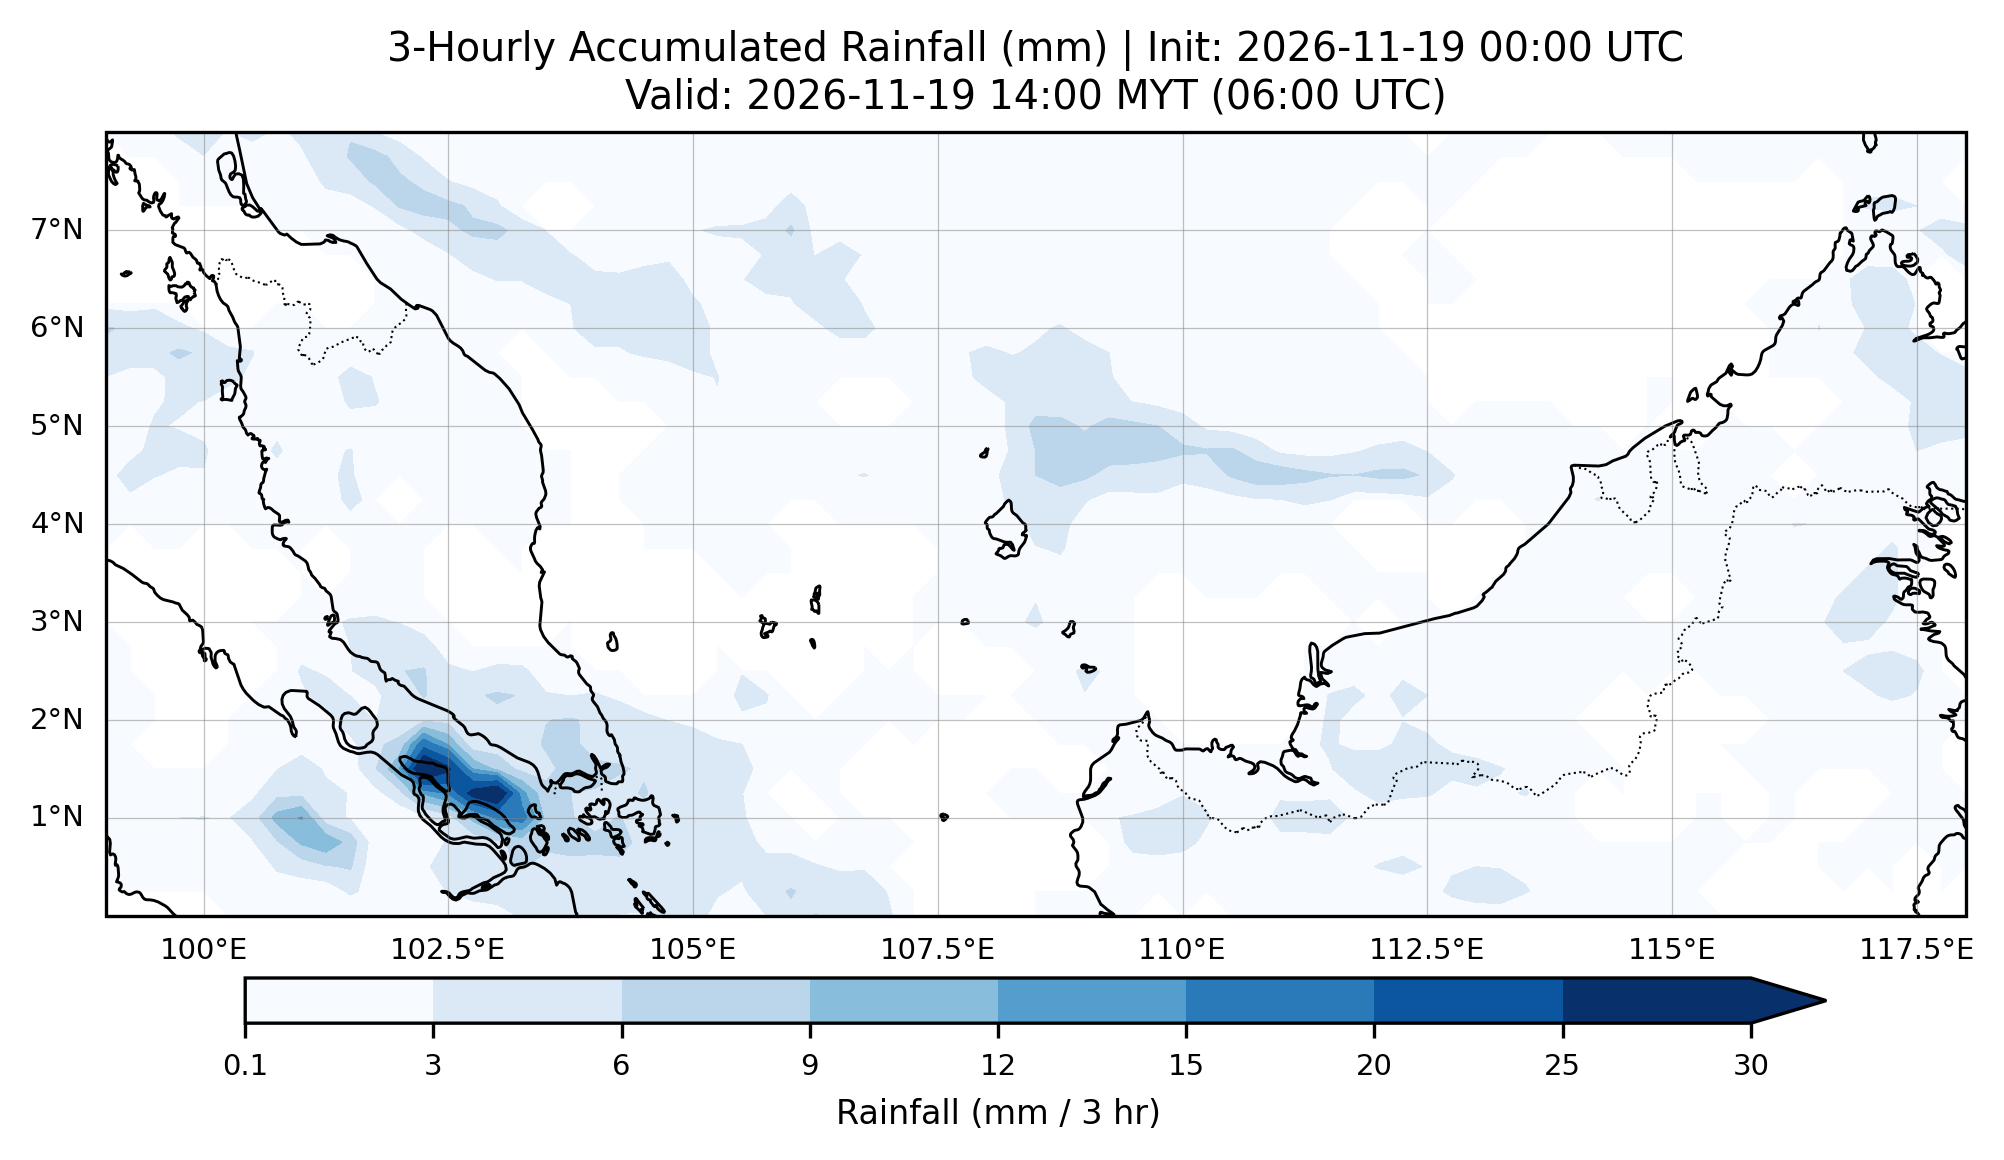 3-Hourly Accumulated Rainfall (mm) | Init: 2026-11-19 00:00 UTC
Valid: 2026-11-19 14:00 MYT (06:00 UTC)
7°N
6°N
5°N
4°N
3°N
2°N
1°N
100°E 102.5°E 105°E 107.5°E 110°E 112.5°E 115°E 117.5°E
0.1 3 6 9 12 15 20 25 30
Rainfall (mm / 3 hr)